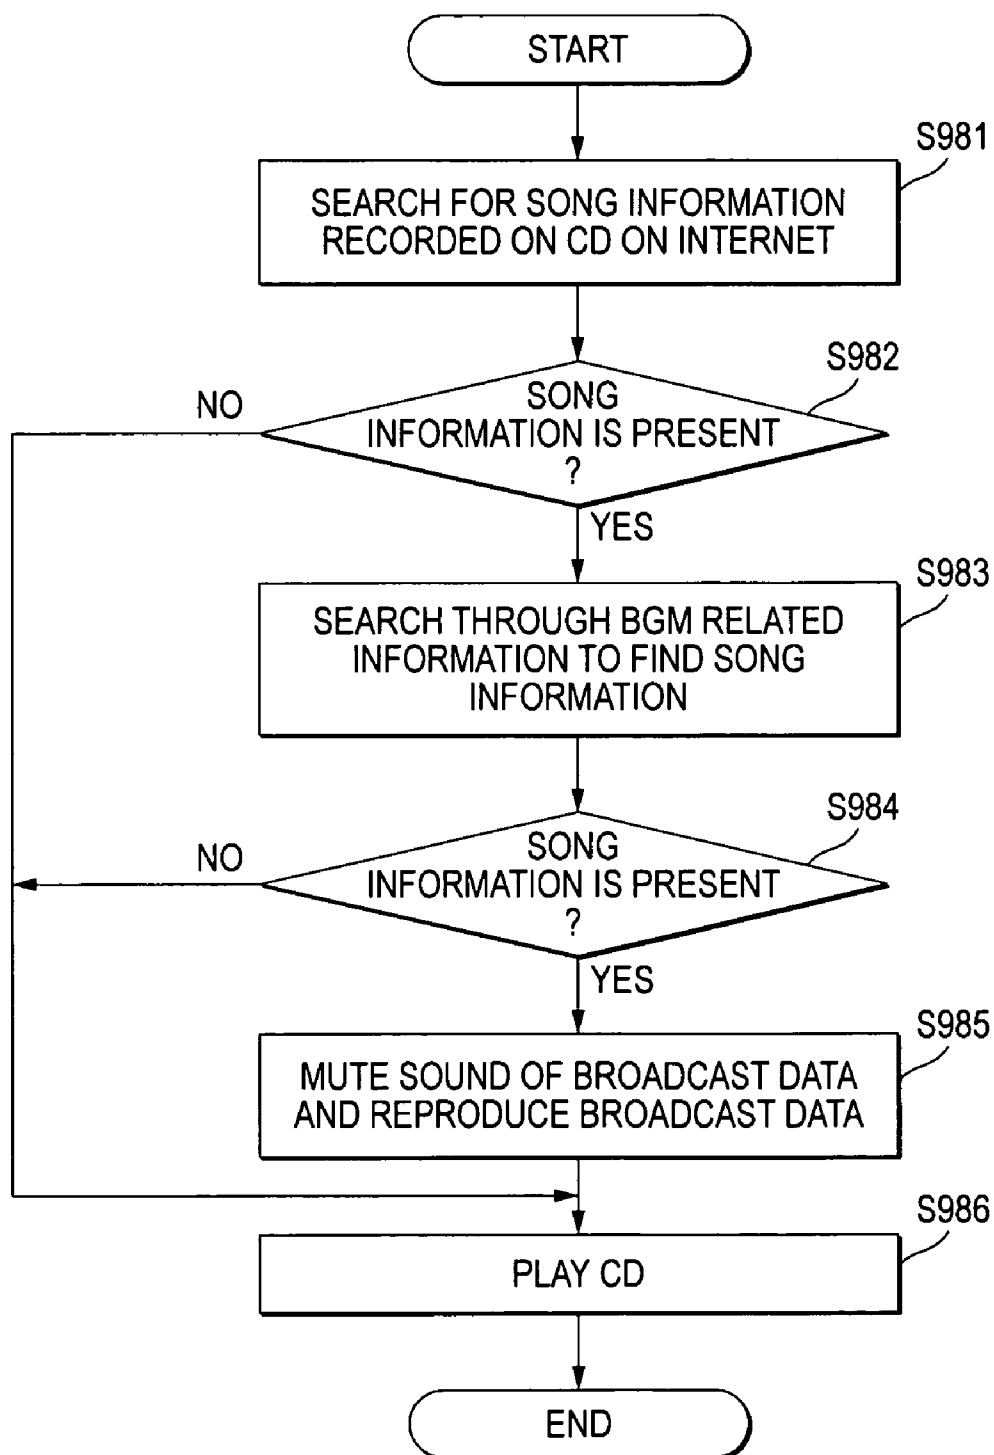 START
S981
SEARCH FOR SONG INFORMATION
RECORDED ON CD ON INTERNET
S982
SONG
INFORMATION IS PRESENT
?
NO
YES
S983
SEARCH THROUGH BGM RELATED
INFORMATION TO FIND SONG
INFORMATION
S984
SONG
INFORMATION IS PRESENT
?
NO
YES
S985
MUTE SOUND OF BROADCAST DATA
AND REPRODUCE BROADCAST DATA
S986
PLAY CD
END